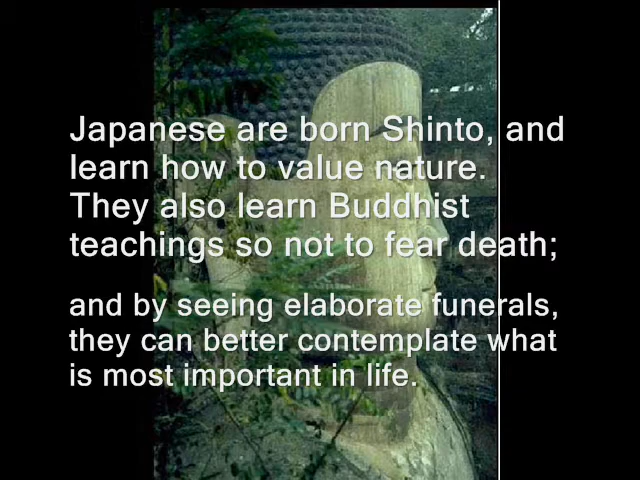 Japanese are born Shinto, and
learn how to value nature.
They also learn Buddhist
teachings so not to fear death;
and by seeing elaborate funerals,
they can better contemplate what
is most important in life.